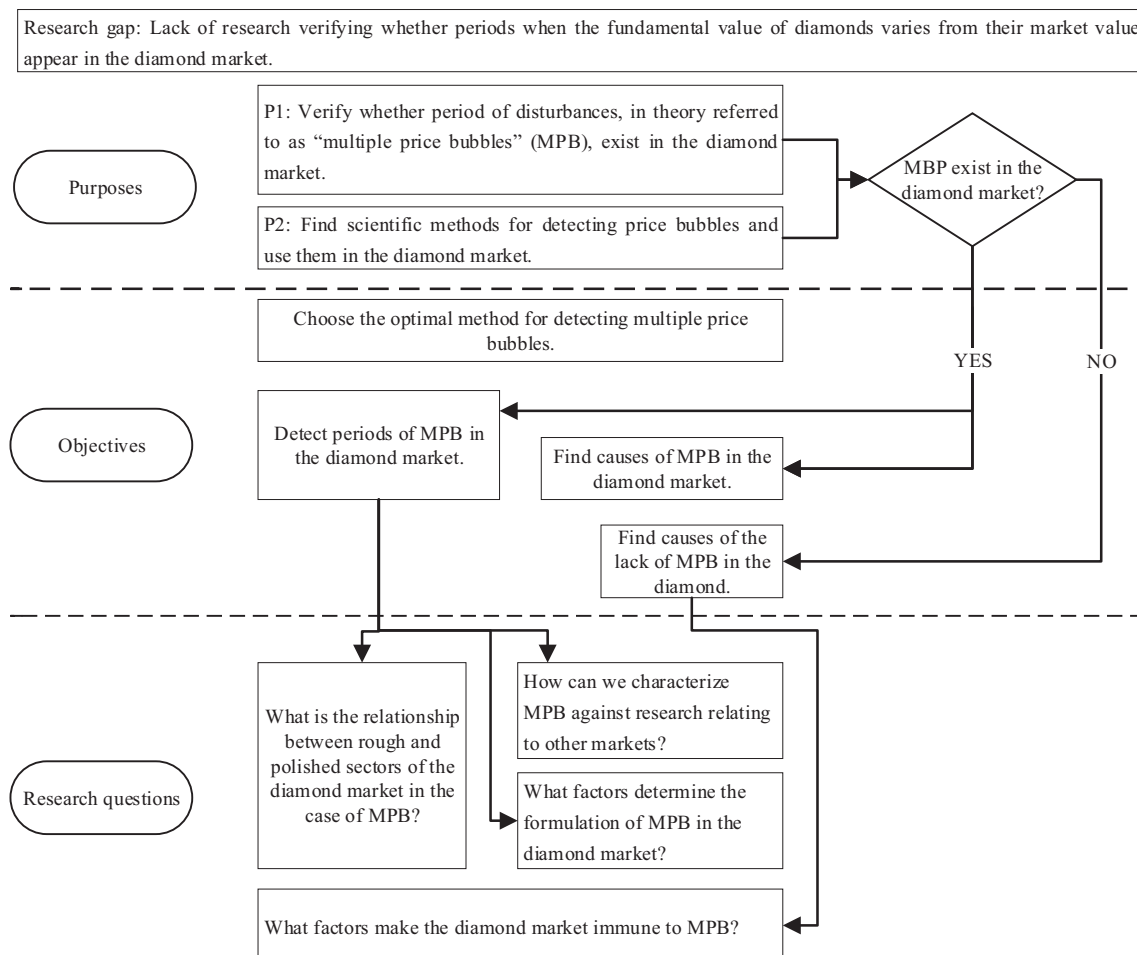 Research gap: Lack of research verifying whether periods when the fundamental value of diamonds varies from their market value
appear in the diamond market.
Purposes
P1: Verify whether period of disturbances, in theory referred
to as “multiple price bubbles” (MPB), exist in the diamond
market.
P2: Find scientific methods for detecting price bubbles and
use them in the diamond market.
MBP exist in the
diamond market?
YES
NO
Objectives
Choose the optimal method for detecting multiple price
bubbles.
Detect periods of MPB in
the diamond market.
Find causes of MPB in the
diamond market.
Find causes of the
lack of MPB in the
diamond.
Research questions
What is the relationship
between rough and
polished sectors of the
diamond market in the
case of MPB?
How can we characterize
MPB against research relating
to other markets?
What factors determine the
formulation of MPB in the
diamond market?
What factors make the diamond market immune to MPB?